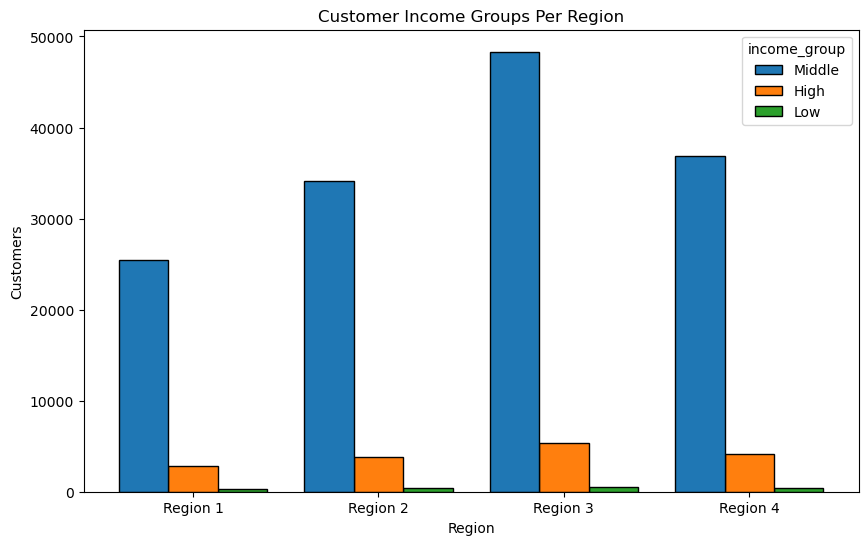 Customer Income Groups Per Region
50000
40000
30000
20000
10000
0
Customers
income_group
Middle
High
Low
Region 1
Region 2
Region 3
Region 4
Region